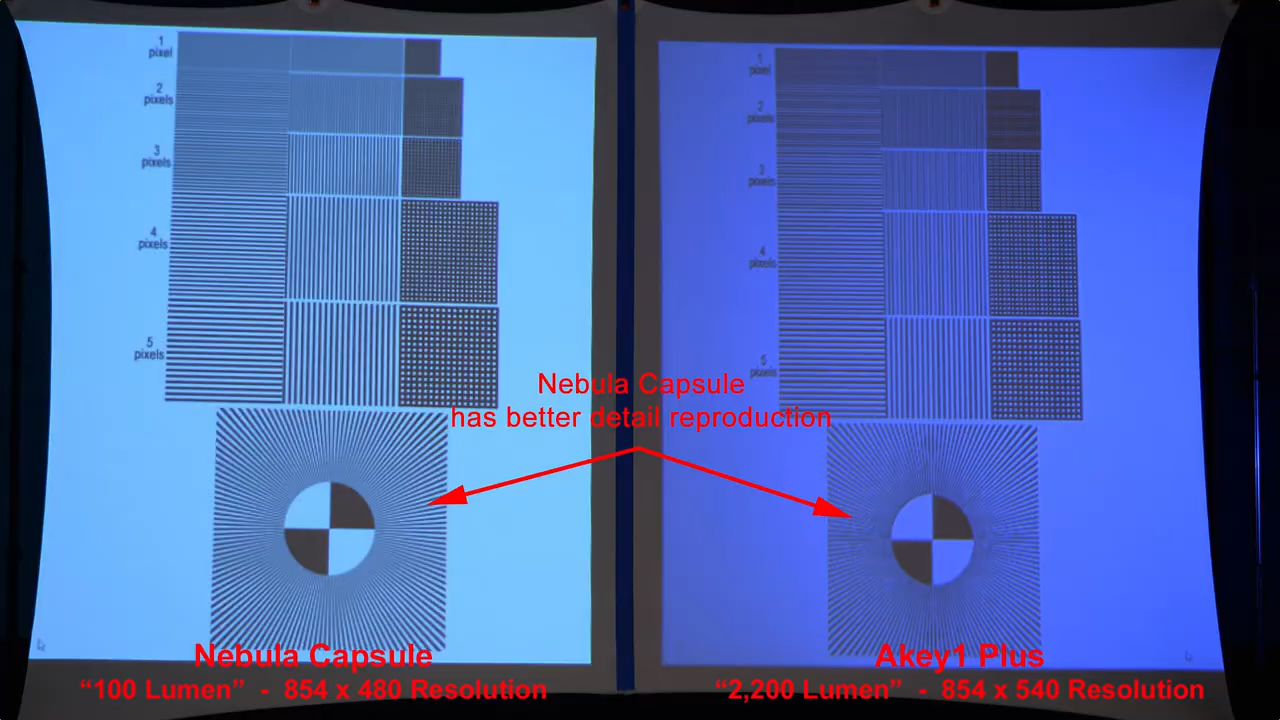 1
pixel
2
pixels
3
pixels
4
pixels
5
pixels
1
pixel
2
pixels
3
pixels
4
pixels
5
pixels
Nebula Capsule
has better detail reproduction
Nebula Capsule
“100 Lumen” - 854 x 480 Resolution
Akey1 Plus
“2,200 Lumen” - 854 x 540 Resolution